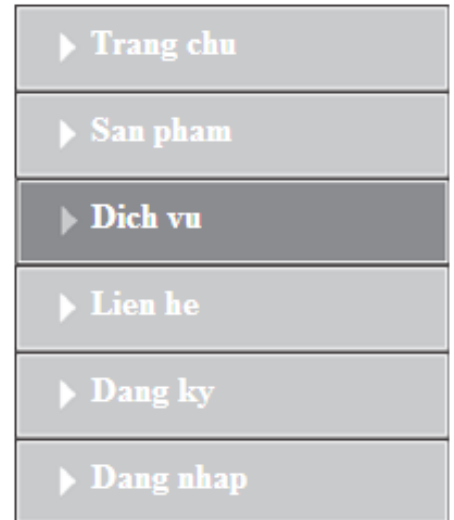 Trang chu
San pham
Dich vu
Lien he
Dang ky
Dang nhap